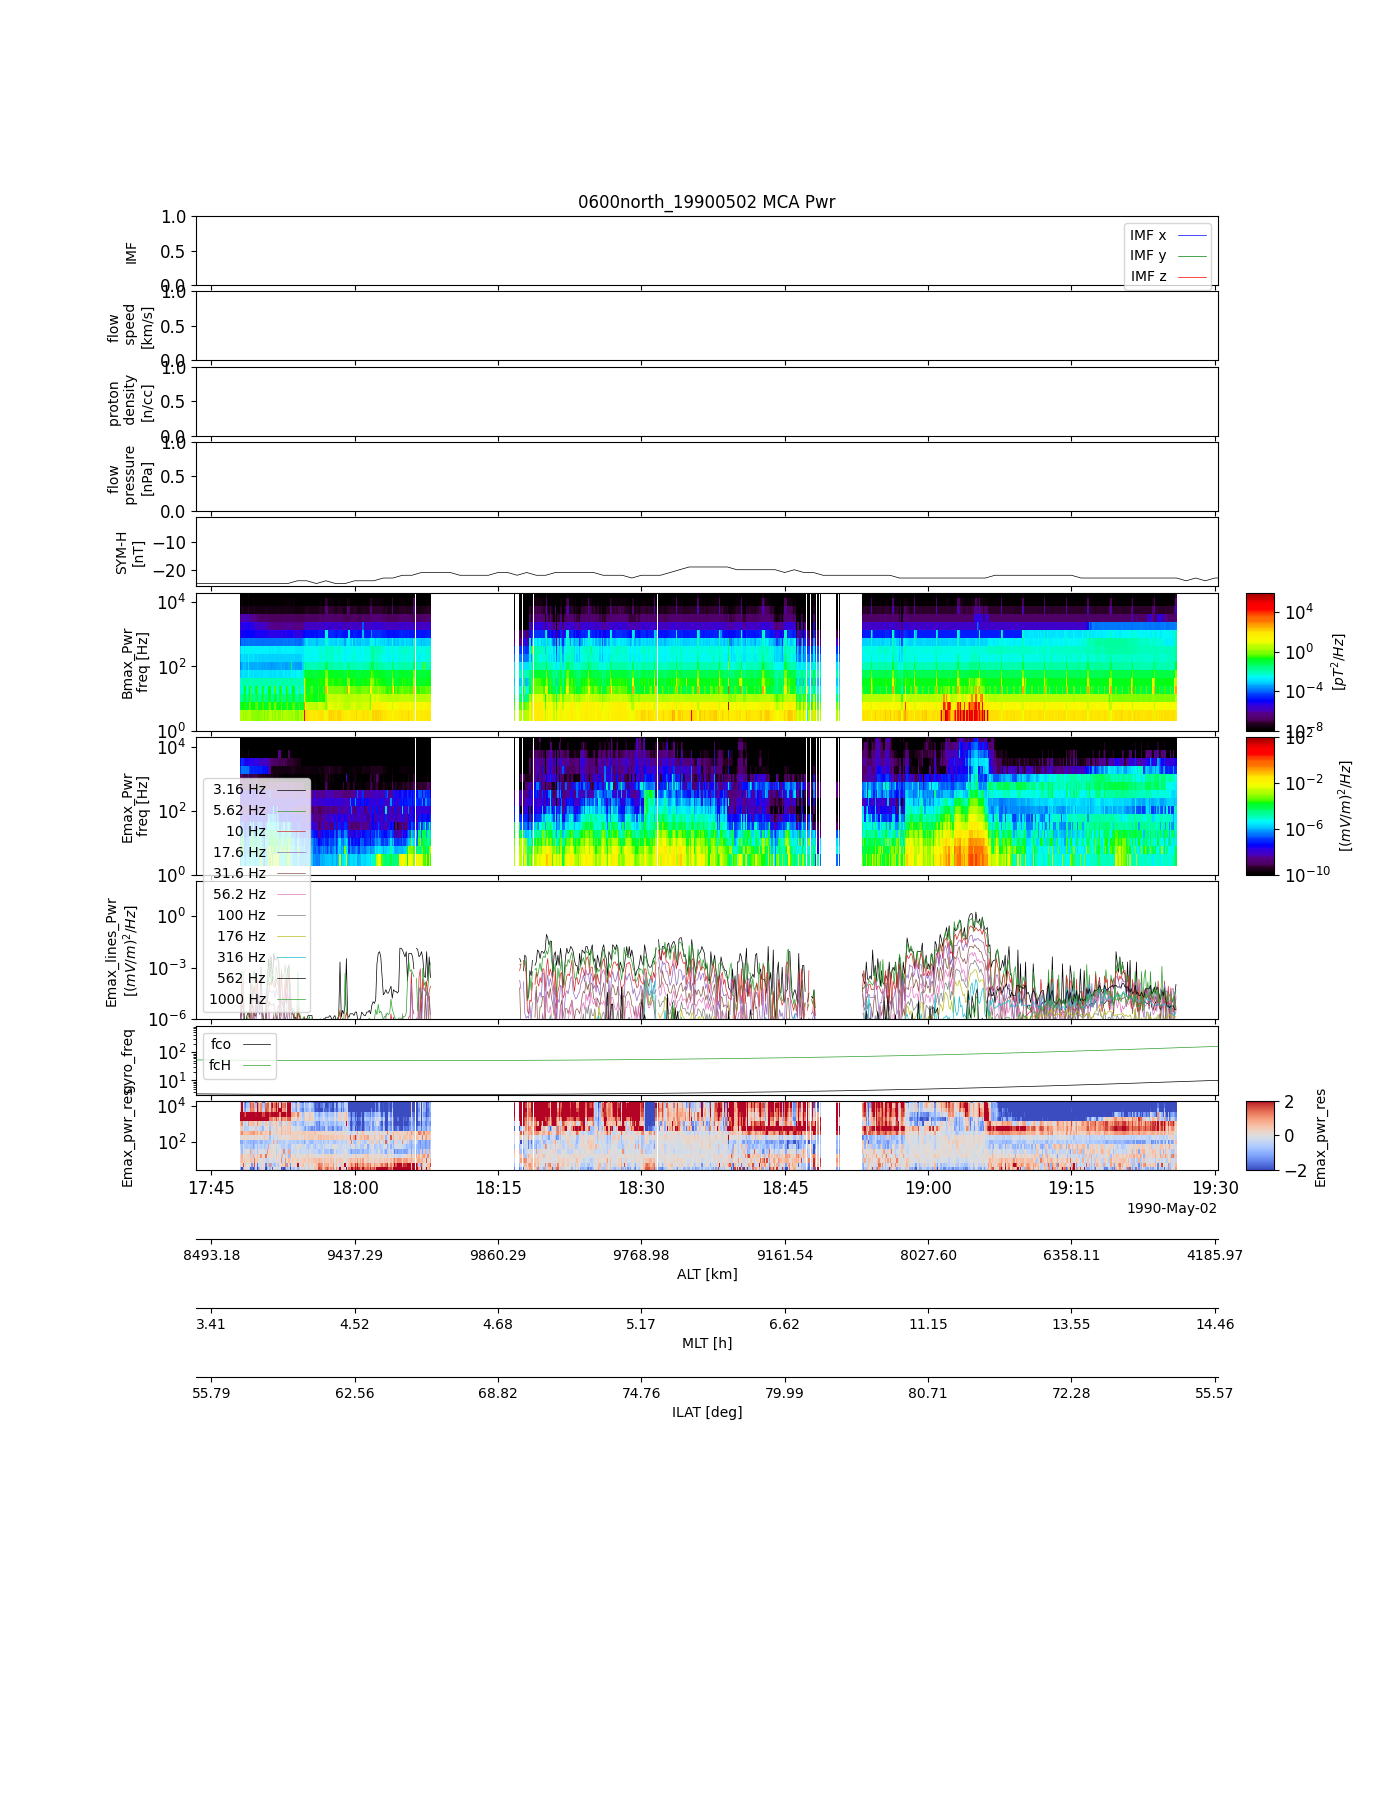 0600north_19900502 MCA Pwr
1.0
0.5
0.0
IMF
IMF x
IMF y
IMF z
1.0
0.5
0.0
flow
speed
[km/s]
1.0
0.5
0.0
proton
density
[n/cc]
1.0
0.5
0.0
flow
pressure
[nPa]
−10
−20
SYM-H
[nT]
10^4
10^2
10^0
Bmax_Pwr
freq [Hz]
10^4
10^0
10^−4
10^−8
[pT^2/Hz]
10^4
10^2
10^0
Emax_Pwr
freq [Hz]
10^2
10^−2
10^−6
10^−10
[(mV/m)^2/Hz]
3.16 Hz
5.62 Hz
10 Hz
17.6 Hz
31.6 Hz
56.2 Hz
100 Hz
176 Hz
316 Hz
562 Hz
1000 Hz
10^0
10^−3
10^−6
Emax_lines_Pwr
[(mV/m)^2/Hz]
10^2
10^1
gyro_freq
fco
fcH
10^4
10^2
Emax_pwr_res
2
0
−2
Emax_pwr_res
17:45 18:00 18:15 18:30 18:45 19:00 19:15 19:30
1990-May-02
8493.18 9437.29 9860.29 9768.98 9161.54 8027.60 6358.11 4185.97
ALT [km]
3.41 4.52 4.68 5.17 6.62 11.15 13.55 14.46
MLT [h]
55.79 62.56 68.82 74.76 79.99 80.71 72.28 55.57
ILAT [deg]